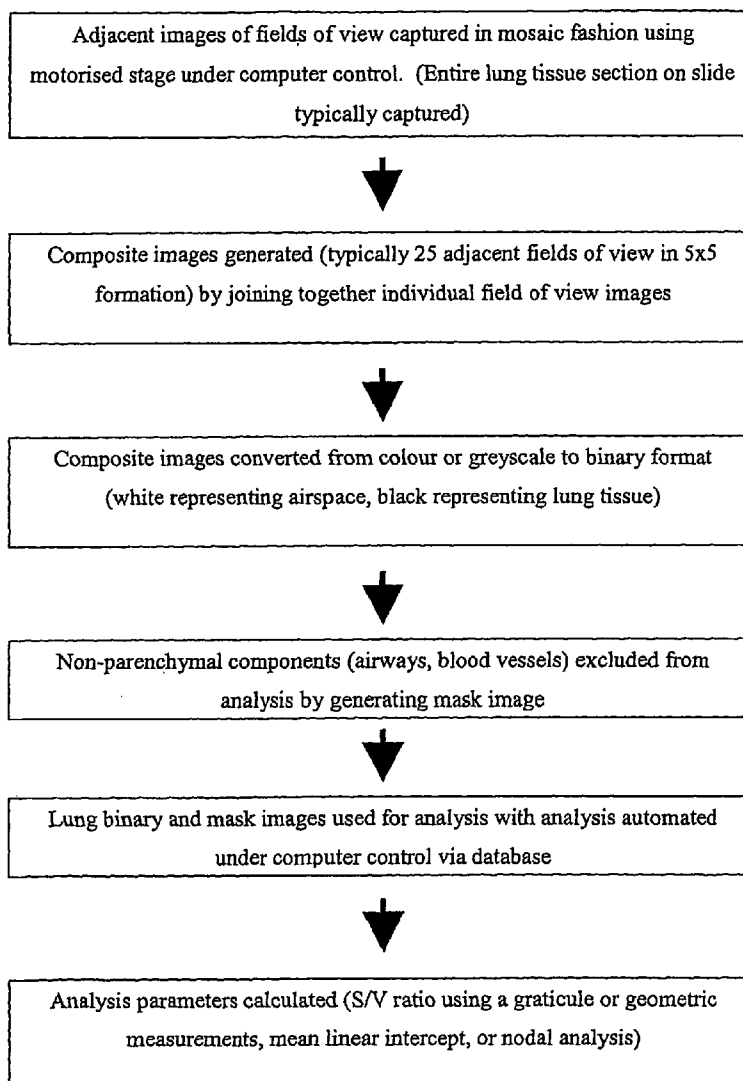 Adjacent images of fields of view captured in mosaic fashion using
motorised stage under computer control. (Entire lung tissue section on slide
typically captured)
Composite images generated (typically 25 adjacent fields of view in 5x5
formation) by joining together individual field of view images
Composite images converted from colour or greyscale to binary format
(white representing airspace, black representing lung tissue)
Non-parenchymal components (airways, blood vessels) excluded from
analysis by generating mask image
Lung binary and mask images used for analysis with analysis automated
under computer control via database
Analysis parameters calculated (S/V ratio using a graticule or geometric
measurements, mean linear intercept, or nodal analysis)